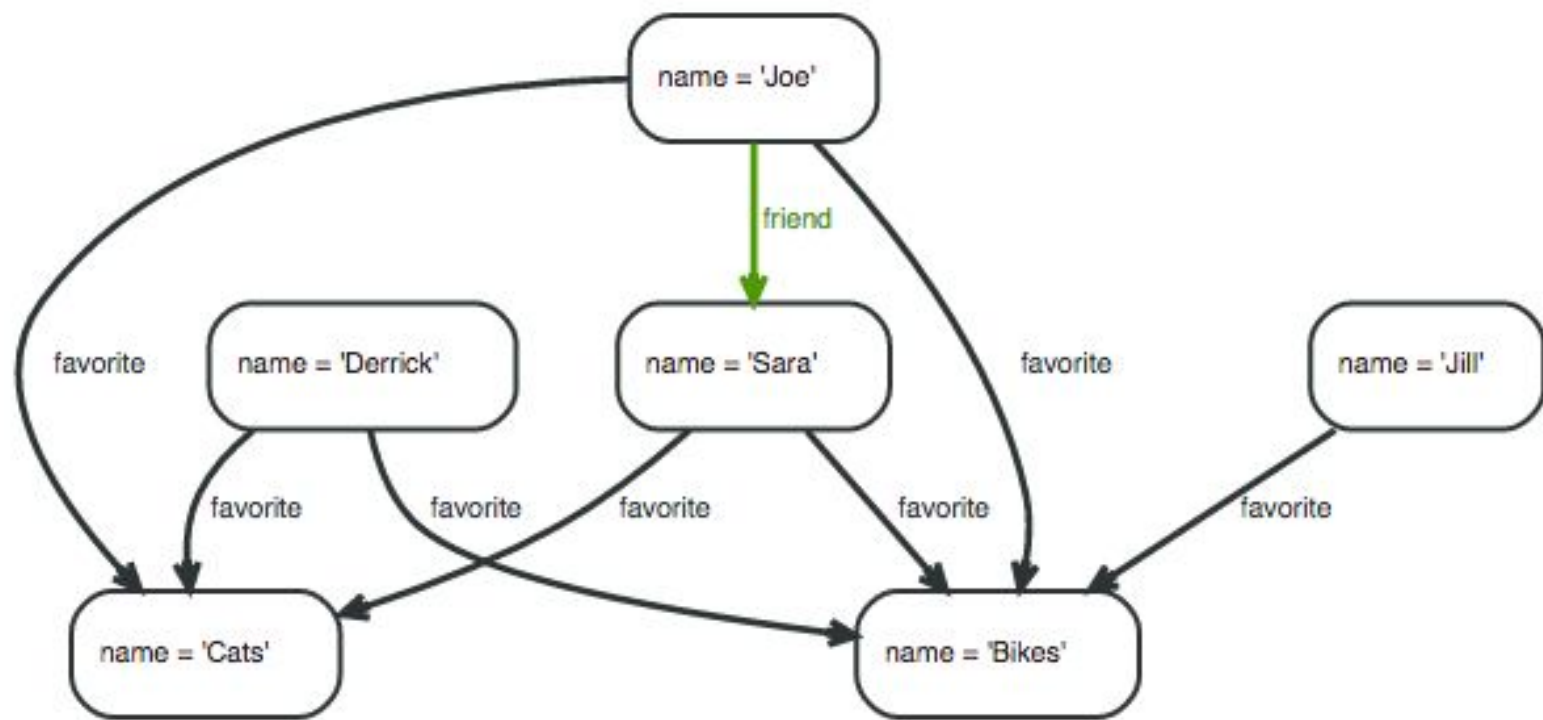 name = 'Joe'
friend
favorite
name = 'Derrick'
name = 'Sara'
favorite
name = 'Jill'
favorite
favorite
favorite
favorite
favorite
name = 'Cats'
name = 'Bikes'